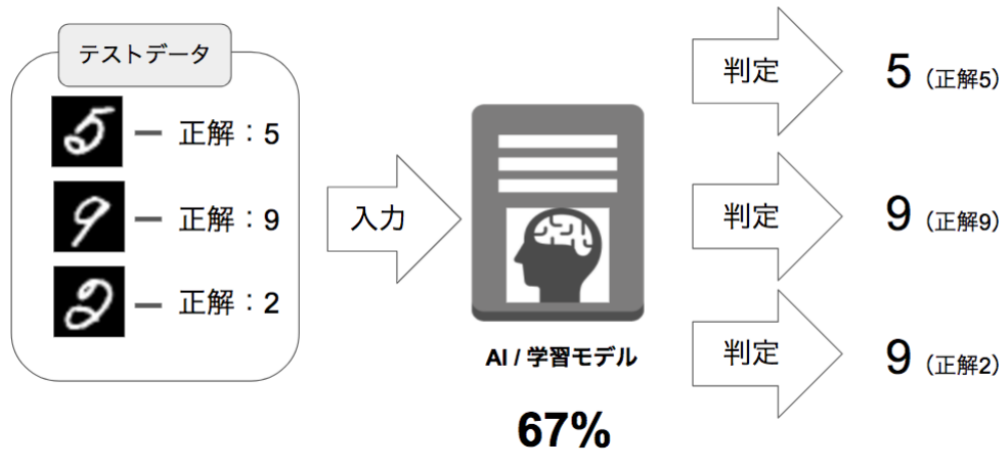 テストデータ
正解：5
正解：9
正解：2
入力
AI / 学習モデル
67%
判定
5（正解5）
判定
9（正解9）
判定
9（正解2）